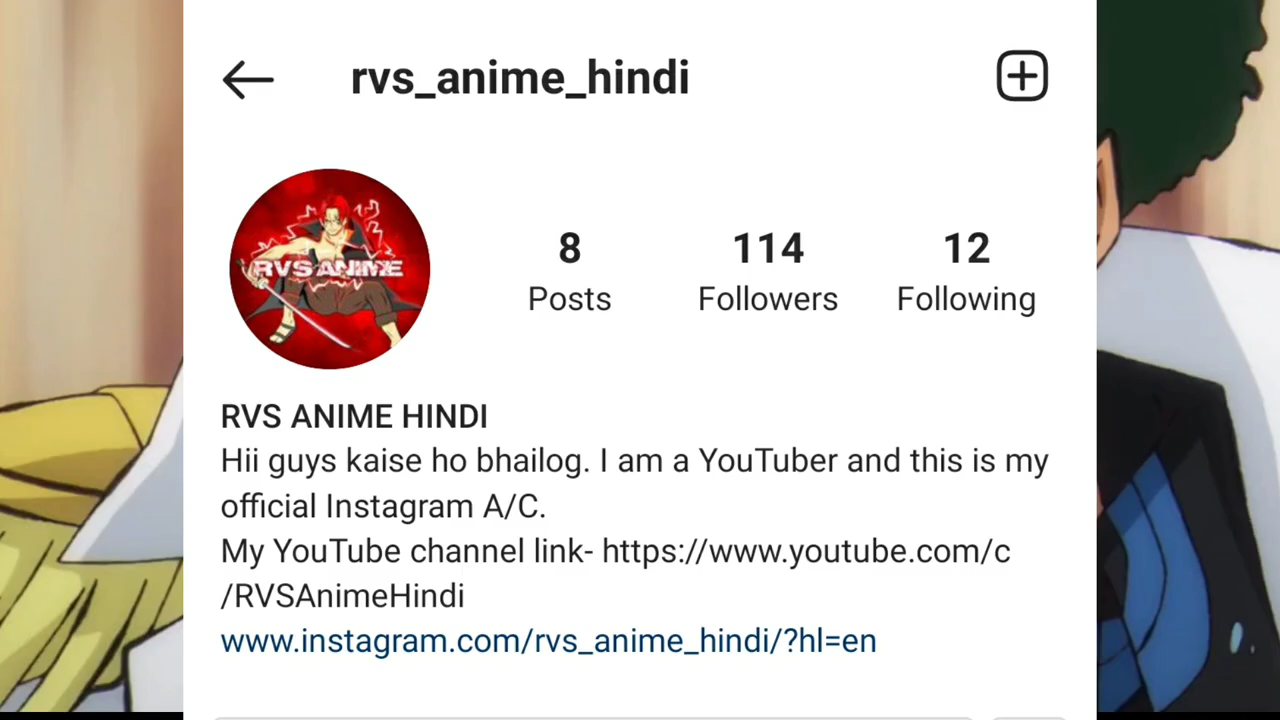 rvs_anime_hindi
RVS ANIME
8
Posts
114
Followers
12
Following
RVS ANIME HINDI
Hii guys kaise ho bhailog. I am a YouTuber and this is my
official Instagram A/C.
My YouTube channel link- https://www.youtube.com/c
/RVSAnimeHindi
www.instagram.com/rvs_anime_hindi/?hl=en